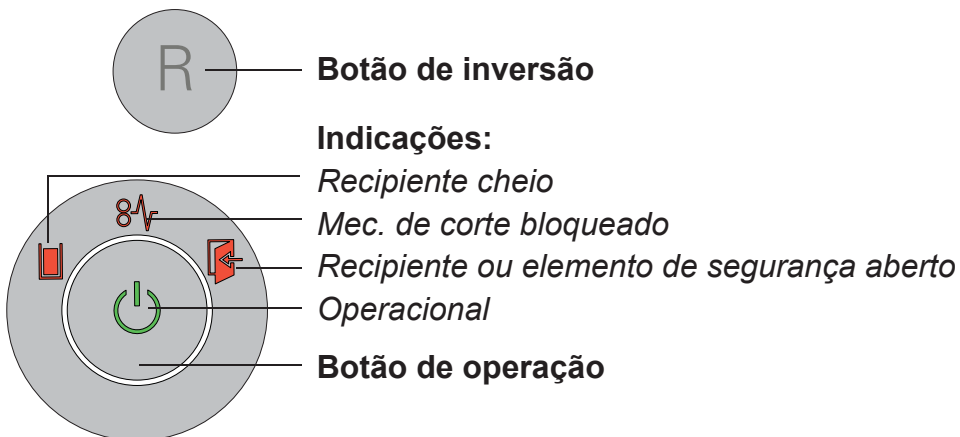 R
Botão de inversão
Indicações:
Recipiente cheio
Mec. de corte bloqueado
Recipiente ou elemento de segurança aberto
Operacional
Botão de operação